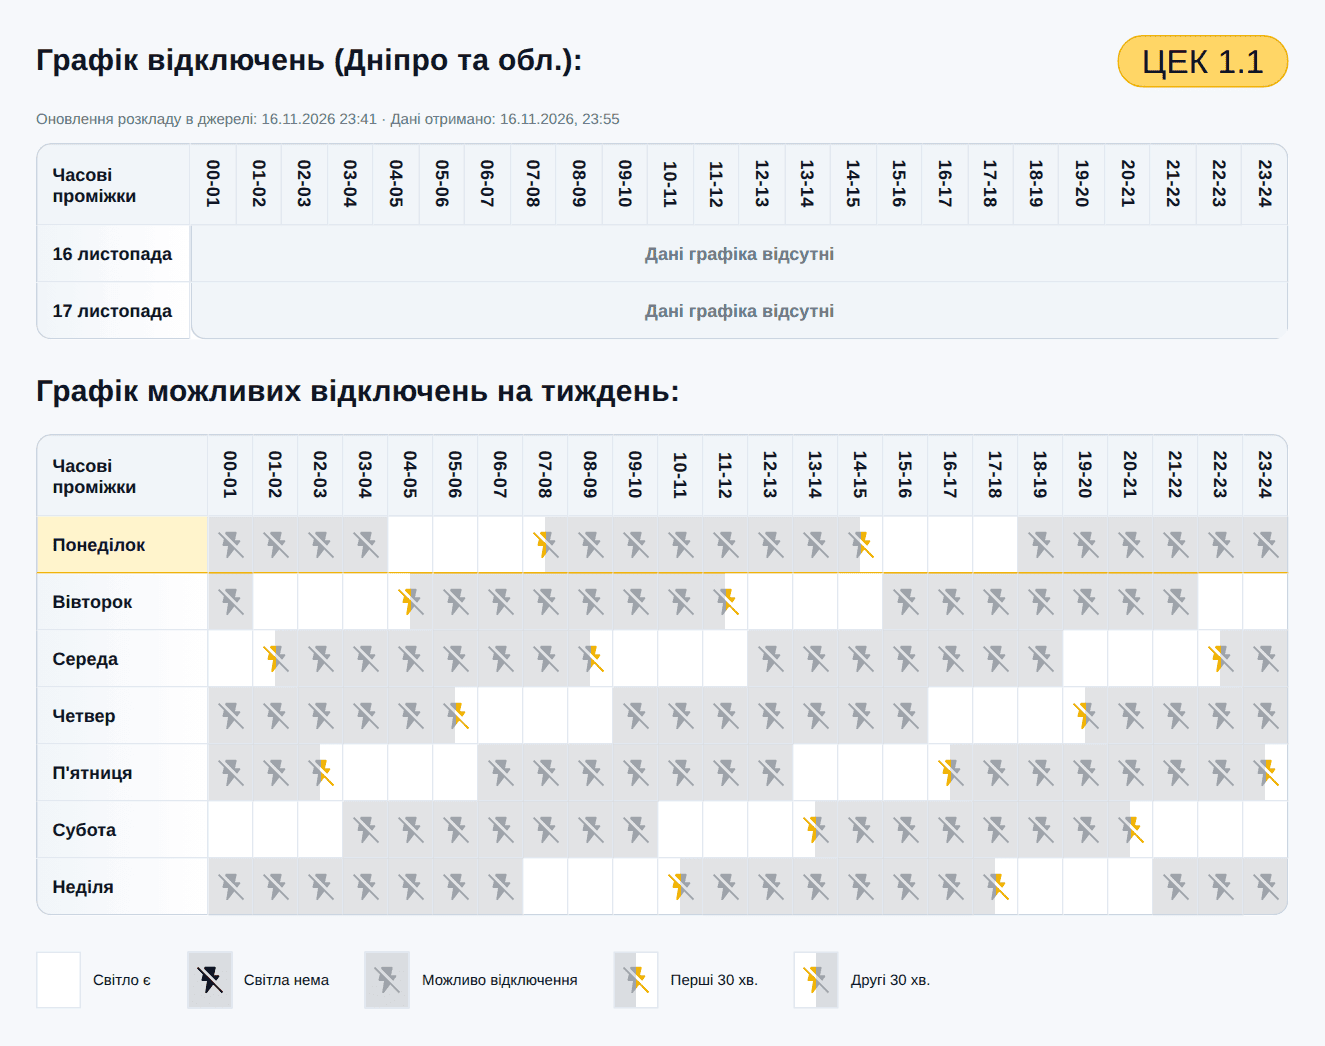 Графік відключень (Дніпро та обл.):
ЦЕК 1.1
Оновлення розкладу в джерелі: 16.11.2026 23:41 · Дані отримано: 16.11.2026, 23:55
Часові
проміжки
00-01 01-02 02-03 03-04 04-05 05-06 06-07 07-08 08-09 09-10 10-11 11-12 12-13 13-14 14-15 15-16 16-17 17-18 18-19 19-20 20-21 21-22 22-23 23-24
16 листопада Дані графіка відсутні
17 листопада Дані графіка відсутні
Графік можливих відключень на тиждень:
Часові
проміжки
00-01 01-02 02-03 03-04 04-05 05-06 06-07 07-08 08-09 09-10 10-11 11-12 12-13 13-14 14-15 15-16 16-17 17-18 18-19 19-20 20-21 21-22 22-23 23-24
Понеділок
Вівторок
Середа
Четвер
П'ятниця
Субота
Неділя
Світло є Світла нема Можливо відключення Перші 30 хв. Другі 30 хв.